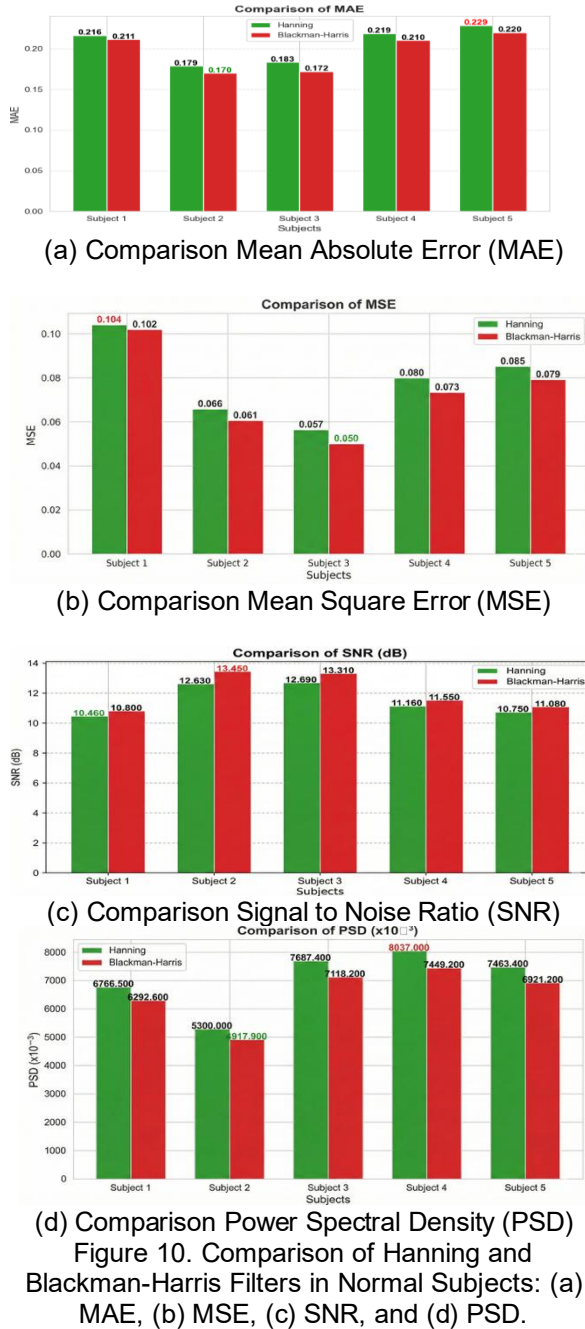 Comparison of MAE
Hanning
Blackman-Harris
0.216 0.211 0.179 0.170 0.183 0.172 0.219 0.210 0.229 0.220
0.20
0.15
0.10
0.05
0.00
MAE
Subject 1 Subject 2 Subject 3 Subject 4 Subject 5
Subjects
(a) Comparison Mean Absolute Error (MAE)
Comparison of MSE
Hanning
Blackman-Harris
0.104 0.102 0.066 0.061 0.057 0.050 0.080 0.073 0.085 0.079
0.10
0.08
0.06
0.04
0.02
0.00
MSE
Subject 1 Subject 2 Subject 3 Subject 4 Subject 5
Subjects
(b) Comparison Mean Square Error (MSE)
Comparison of SNR (dB)
Hanning
Blackman-Harris
10.460 10.800 12.630 13.450 12.690 13.310 11.160 11.550 10.750 11.080
14
12
10
8
6
4
2
0
SNR (dB)
Subject 1 Subject 2 Subject 3 Subject 4 Subject 5
Subjects
(c) Comparison Signal to Noise Ratio (SNR)
Comparison of PSD (x10□³)
Hanning
Blackman-Harris
6766.500 6292.600 5300.000 4917.900 7687.400 7118.200 8037.000 7449.200 7463.400 6921.200
8000
7000
6000
5000
4000
3000
2000
1000
0
PSD (x10⁻³)
Subject 1 Subject 2 Subject 3 Subject 4 Subject 5
Subjects
(d) Comparison Power Spectral Density (PSD)
Figure 10. Comparison of Hanning and
Blackman-Harris Filters in Normal Subjects: (a)
MAE, (b) MSE, (c) SNR, and (d) PSD.